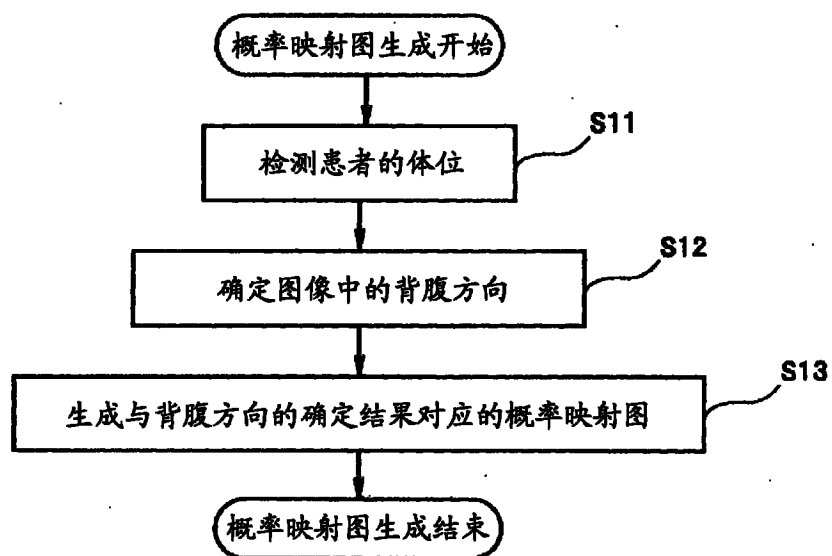 概率映射图生成开始
S11
检测患者的体位
S12
确定图像中的背腹方向
S13
生成与背腹方向的确定结果对应的概率映射图
概率映射图生成结束